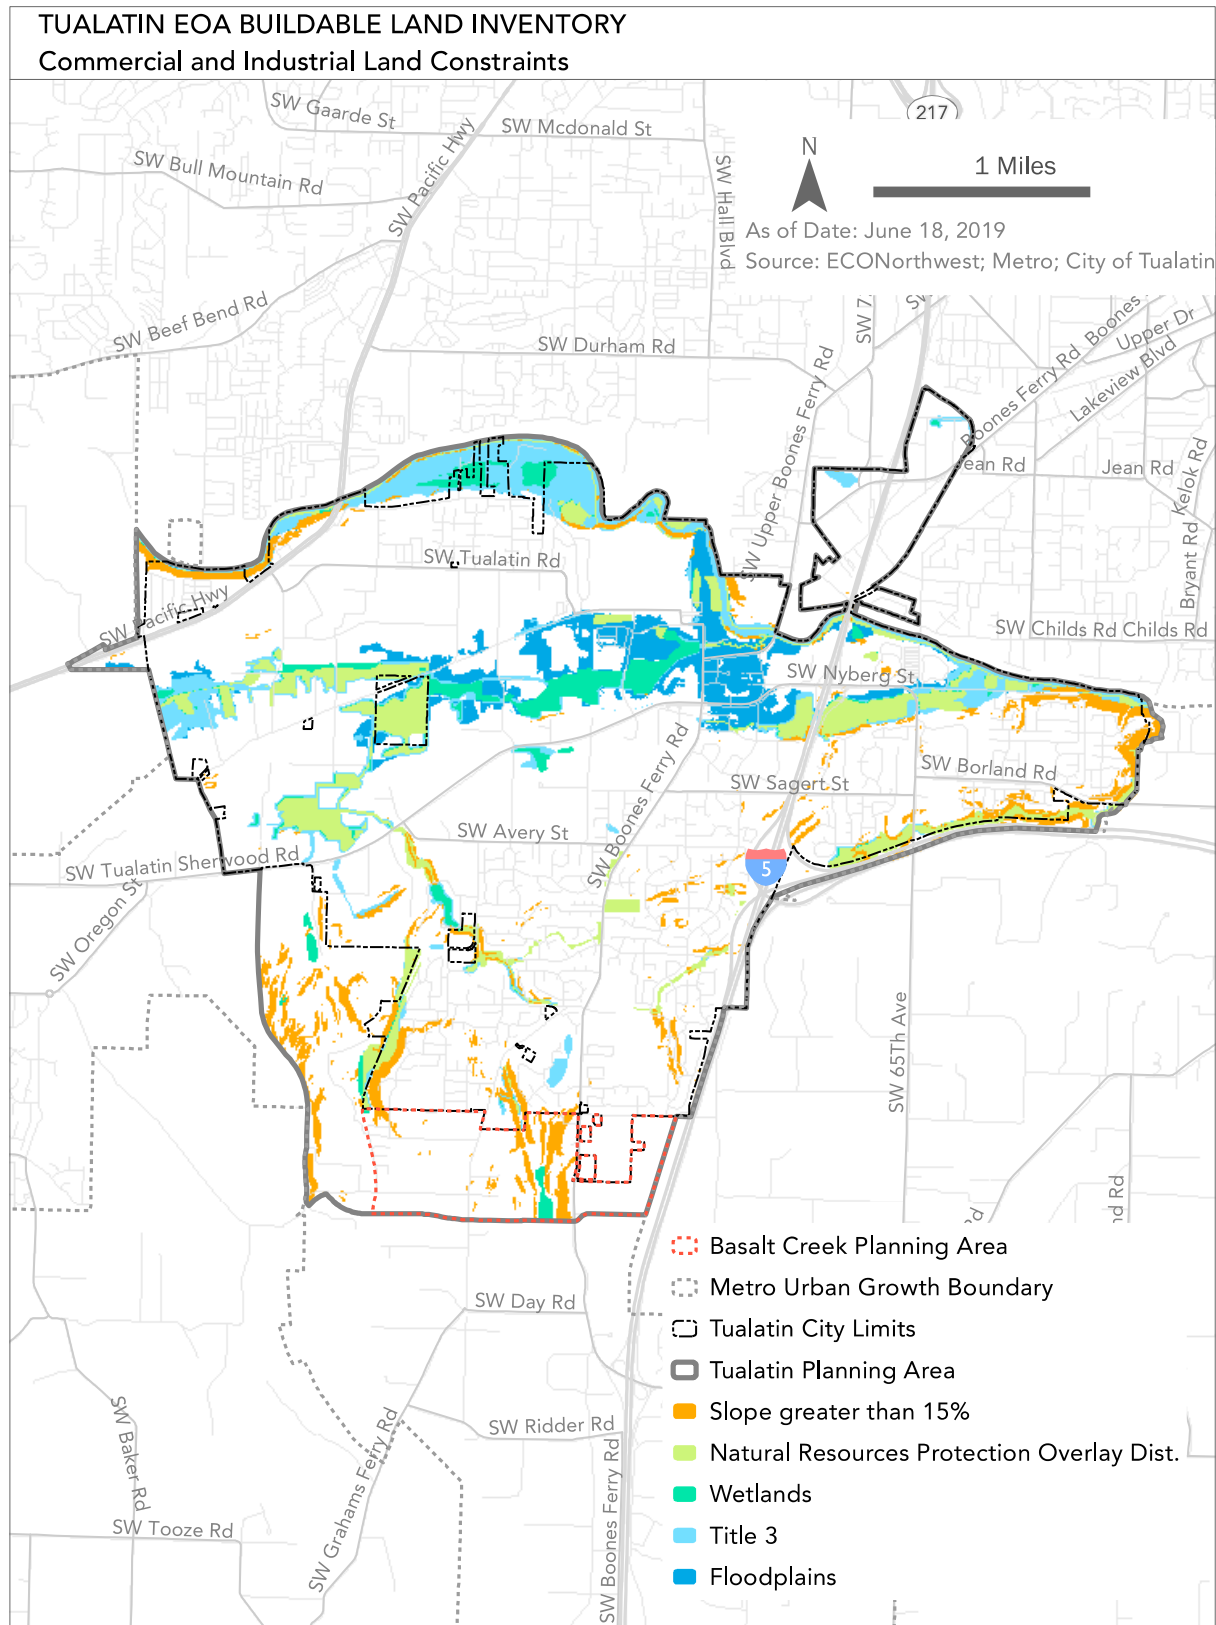 TUALATIN EOA BUILDABLE LAND INVENTORY
Commercial and Industrial Land Constraints
217
SW Gaarde St
SW Mcdonald St
SW Pacific Hwy
SW Bull Mountain Rd
SW Hall Blvd
N
1 Miles
As of Date: June 18, 2019
Source: ECONorthwest; Metro; City of Tualatin
SW Beef Bend Rd
SW 7
SW Durham Rd
Boones
Upper Dr
Lakeview Blvd
Boones Ferry Rd
SW Upper Boones Ferry Rd
Jean Rd
Jean Rd
Kelok Rd
Bryant Rd
SW Tualatin Rd
SW Pacific Hwy
SW Childs Rd
Childs Rd
SW Nyberg St
SW Boones Ferry Rd
SW Borland Rd
SW Sagert St
SW Avery St
SW Tualatin Sherwood Rd
5
SW Oregon St
SW 65Th Ave
nd Rd
Rd
SW Day Rd
SW Ridder Rd
SW Baker Rd
SW Grahams Ferry Rd
SW Boones Ferry Rd
SW Tooze Rd
Basalt Creek Planning Area
Metro Urban Growth Boundary
Tualatin City Limits
Tualatin Planning Area
Slope greater than 15%
Natural Resources Protection Overlay Dist.
Wetlands
Title 3
Floodplains